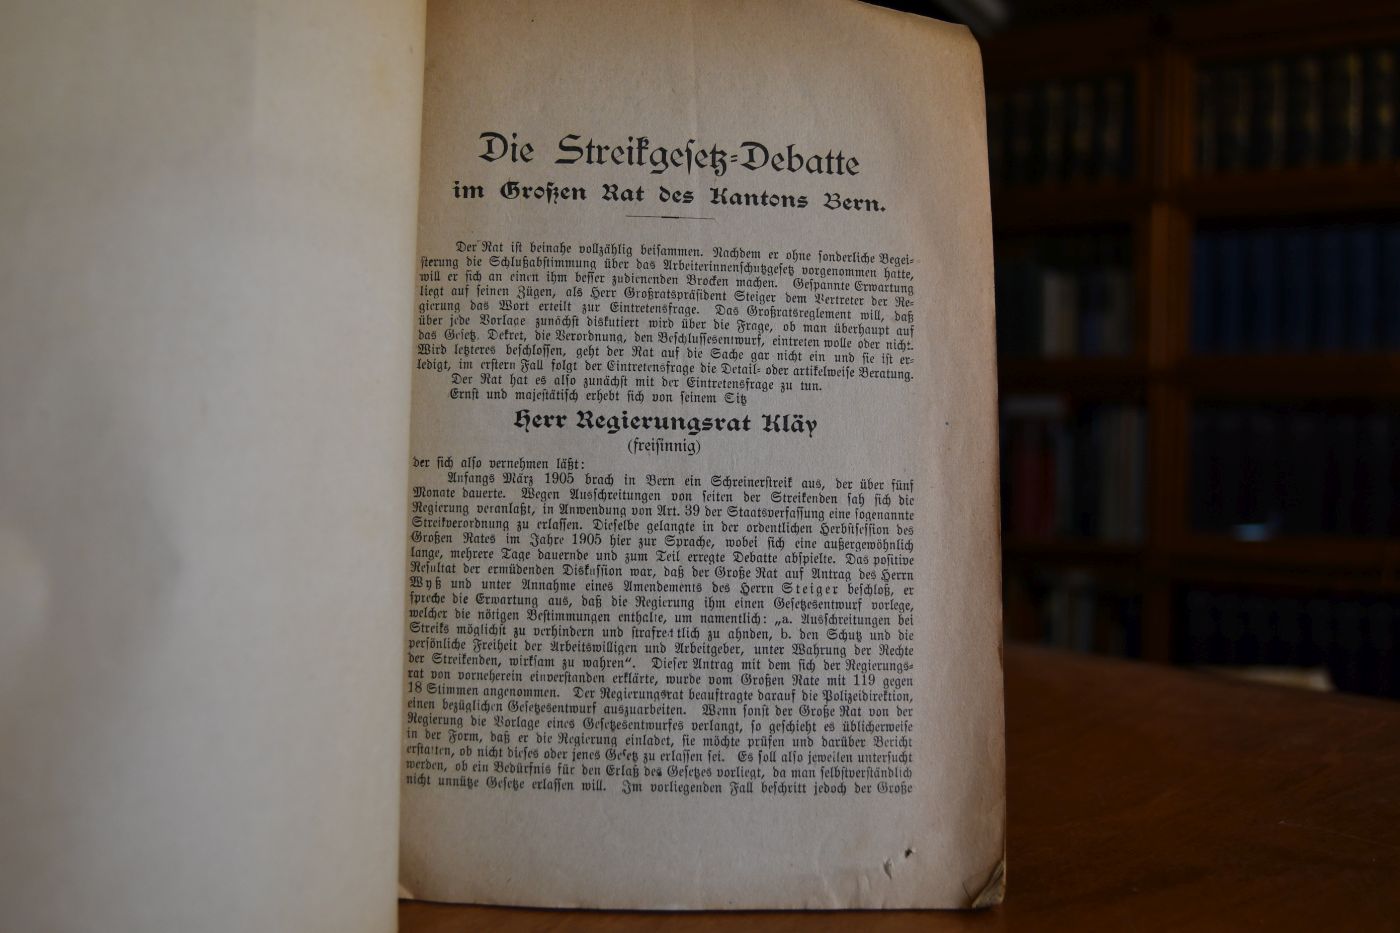 Die Streikgesetz-Debatte
im Großen Rat des Kantons Bern.
Der Rat ist beinahe vollzählig beisammen. Nachdem er ohne sonderliche Begei-
sterung die Schlußabstimmung über das Arbeiterinnenschutzgesetz vorgenommen hatte,
will er sich an einen ihm besser zudienenden Brocken machen. Gespannte Erwartung
liegt auf seinen Zügen, als Herr Großratspräsident Steiger dem Vertreter der Re-
gierung das Wort erteilt zur Eintretensfrage. Das Großratsreglement will, daß
über jede Vorlage zunächst diskutiert wird über die Frage, ob man überhaupt auf
das Gesetz, Dekret, die Verordnung, den Beschlussesentwurf, eintreten wolle oder nicht.
Wird letzteres beschlossen, geht der Rat auf die Sache gar nicht ein und sie ist er-
ledigt, im erstern Fall folgt der Eintretensfrage die Detail- oder artikelweise Beratung.
Der Rat hat es also zunächst mit der Eintretensfrage zu tun.
Ernst und majestätisch erhebt sich von seinem Sitz
Herr Regierungsrat Kläy
(freisinnig)
der sich also vernehmen läßt:
Anfangs März 1905 brach in Bern ein Schreinerstreik aus, der über fünf
Monate dauerte. Wegen Ausschreitungen von seiten der Streikenden sah sich die
Regierung veranlaßt, in Anwendung von Art. 39 der Staatsverfassung eine sogenannte
Streikverordnung zu erlassen. Dieselbe gelangte in der ordentlichen Herbstsession des
Großen Rates im Jahre 1905 hier zur Sprache, wobei sich eine außergewöhnlich
lange, mehrere Tage dauernde und zum Teil erregte Debatte abspielte. Das positive
Resultat der ermüdenden Diskussion war, daß der Große Rat auf Antrag des Herrn
Wyß und unter Annahme eines Amendements des Herrn Steiger beschloß, er
spreche die Erwartung aus, daß die Regierung ihm einen Gesetzesentwurf vorlege,
welcher die nötigen Bestimmungen enthalte, um namentlich: „a. Ausschreitungen bei
Streiks möglichst zu verhindern und strafrechtlich zu ahnden, b. den Schutz und die
persönliche Freiheit der Arbeitswilligen und Arbeitgeber, unter Wahrung der Rechte
der Streikenden, wirksam zu wahren“. Dieser Antrag mit dem sich der Regierungs-
rat von vorneherein einverstanden erklärte, wurde vom Großen Rate mit 119 gegen
18 Stimmen angenommen. Der Regierungsrat beauftragte darauf die Polizeidirektion,
einen bezüglichen Gesetzesentwurf auszuarbeiten. Wenn sonst der Große Rat von der
Regierung die Vorlage eines Gesetzesentwurfes verlangt, so geschieht es üblicherweise
in der Form, daß er die Regierung einladet, sie möchte prüfen und darüber Bericht
erstatten, ob nicht dieses oder jenes Gesetz zu erlassen sei. Es soll also jeweilen untersucht
werden, ob ein Bedürfnis für den Erlaß des Gesetzes vorliegt, da man selbstverständlich
nicht unnütze Gesetze erlassen will. Im vorliegenden Fall beschritt jedoch der Große